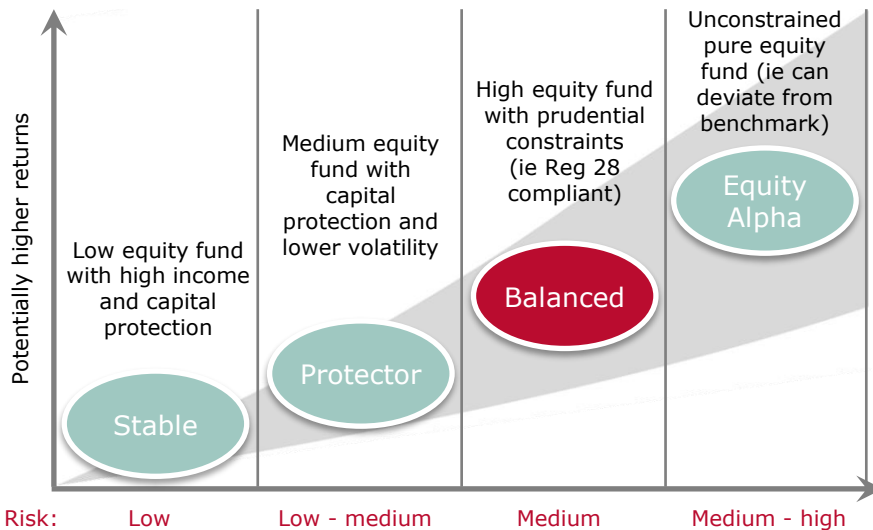 Potentially higher returns
Low equity fund
with high income
and capital
protection
Stable
Medium equity
fund with
capital
protection and
lower volatility
Protector
High equity fund
with prudential
constraints
(ie Reg 28
compliant)
Balanced
Unconstrained
pure equity
fund (ie can
deviate from
benchmark)
Equity
Alpha
Risk: Low Low - medium Medium Medium - high